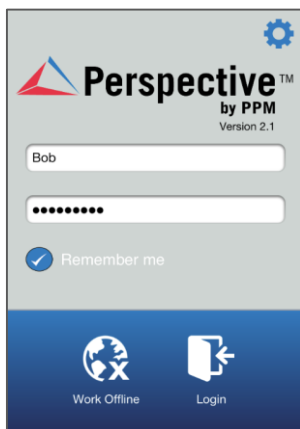 Perspective™
by PPM
Version 2.1
Bob
•••••••••
Remember me
Work Offline
Login